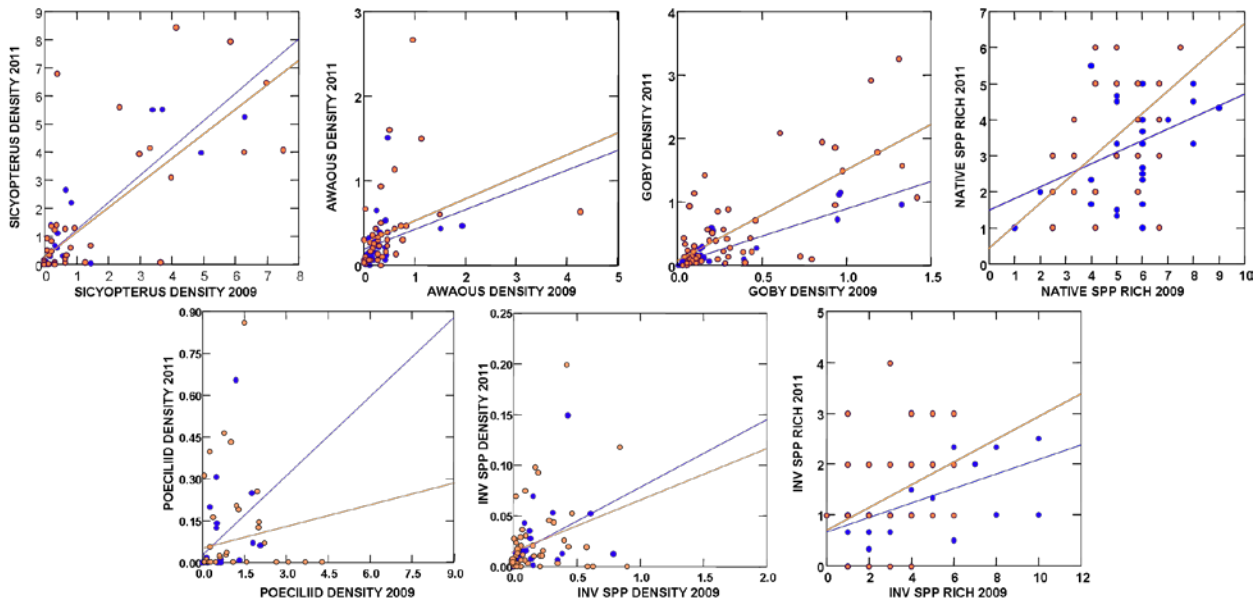 SICYOPTERUS DENSITY 2011
9
8
7
6
5
4
3
2
1
0
0 1 2 3 4 5 6 7 8
SICYOPTERUS DENSITY 2009
AWAOUS DENSITY 2011
3
2
1
0
0 1 2 3 4 5
AWAOUS DENSITY 2009
GOBY DENSITY 2011
4
3
2
1
0
0.0 0.5 1.0 1.5
GOBY DENSITY 2009
NATIVE SPP RICH 2011
7
6
5
4
3
2
1
0
0 1 2 3 4 5 6 7 8 9 10
NATIVE SPP RICH 2009
POECILIID DENSITY 2011
0.90
0.75
0.60
0.45
0.30
0.15
0.00
0.0 1.5 3.0 4.5 6.0 7.5 9.0
POECILIID DENSITY 2009
INV SPP DENSITY 2011
0.25
0.20
0.15
0.10
0.05
0.00
0.0 0.5 1.0 1.5 2.0
INV SPP DENSITY 2009
INV SPP RICH 2011
5
4
3
2
1
0
0 2 4 6 8 10 12
INV SPP RICH 2009